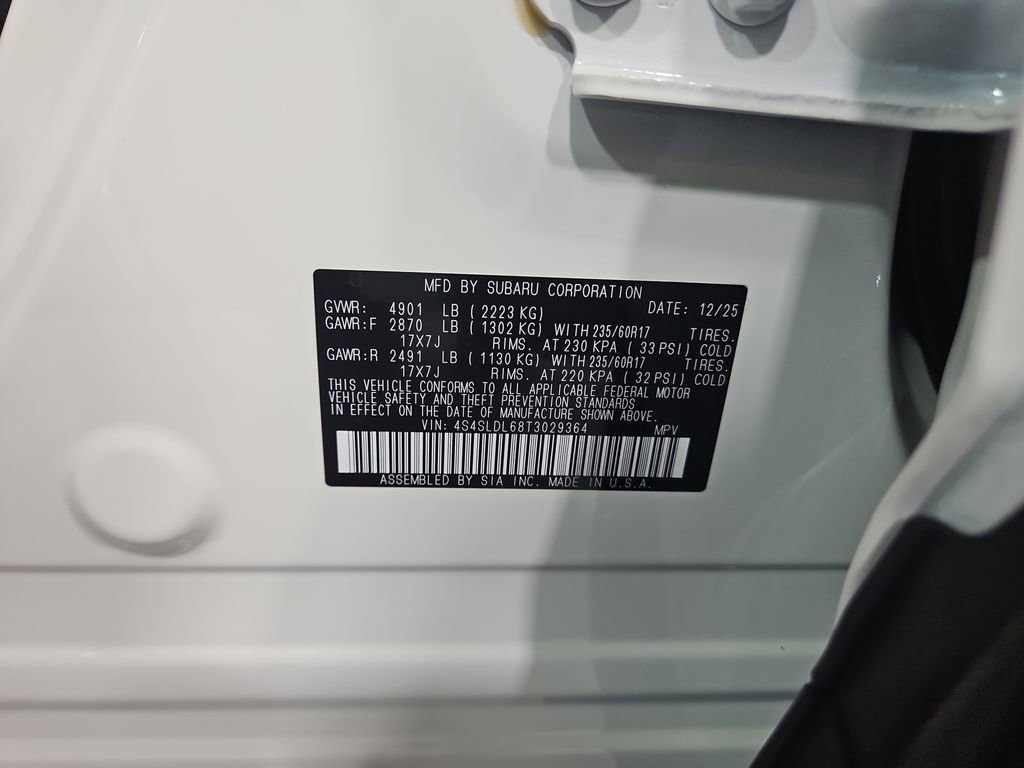 MFD BY SUBARU CORPORATION
GVWR: 4901 LB ( 2223 KG) DATE: 12/25
GAWR:F 2870 LB ( 1302 KG) WITH 235/60R17 TIRES.
17X7J RIMS. AT 230 KPA ( 33 PSI) COLD
GAWR:R 2491 LB ( 1130 KG) WITH 235/60R17 TIRES.
17X7J RIMS. AT 220 KPA ( 32 PSI) COLD
THIS VEHICLE CONFORMS TO ALL APPLICABLE FEDERAL MOTOR
VEHICLE SAFETY AND THEFT PREVENTION STANDARDS
IN EFFECT ON THE DATE OF MANUFACTURE SHOWN ABOVE.
VIN: 4S4SLDL68T3029364 MPV
ASSEMBLED BY SIA INC. MADE IN U.S.A.